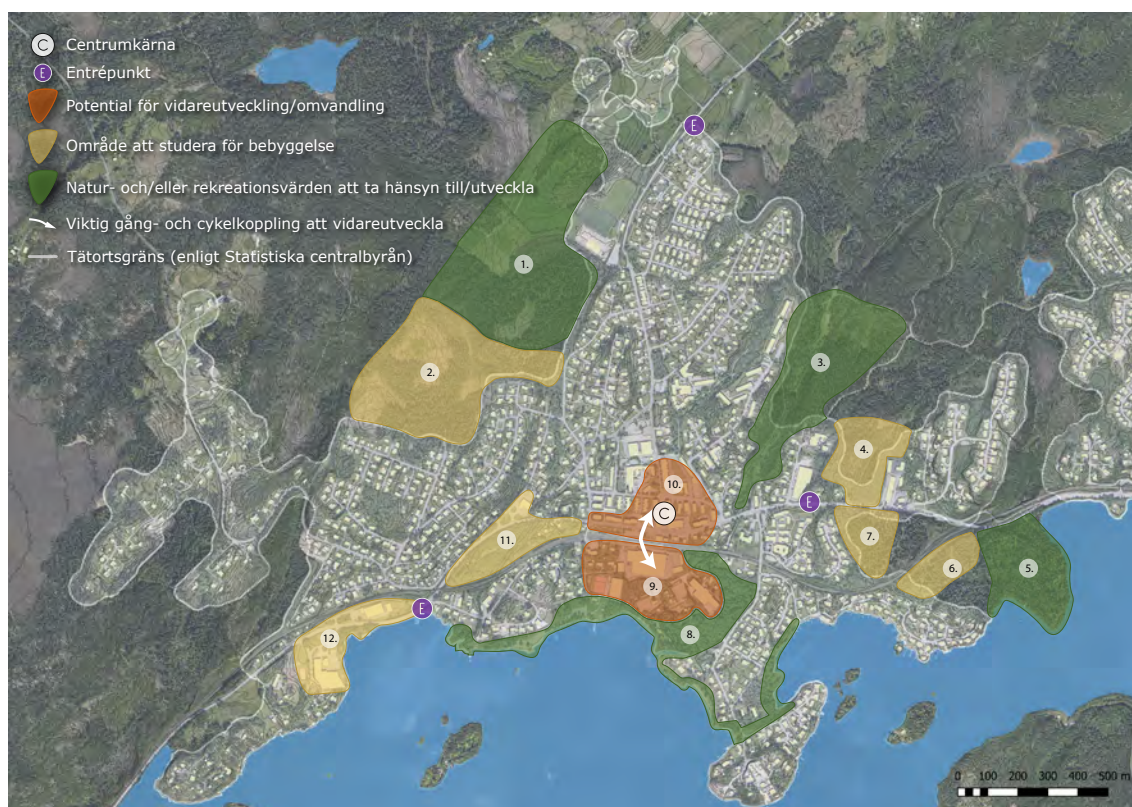 C Centrumkärna
E Entrépunkt
Potential för vidareutveckling/omvandling
Område att studera för bebyggelse
Natur- och/eller rekreationsvärden att ta hänsyn till/utveckla
Viktig gång- och cykelkoppling att vidareutveckla
Tätortsgräns (enligt Statistiska centralbyrån)
E
1.
2.
3.
4.
10.
E
C
7.
11.
5.
6.
9.
E
8.
12.
0 100 200 300 400 500 m